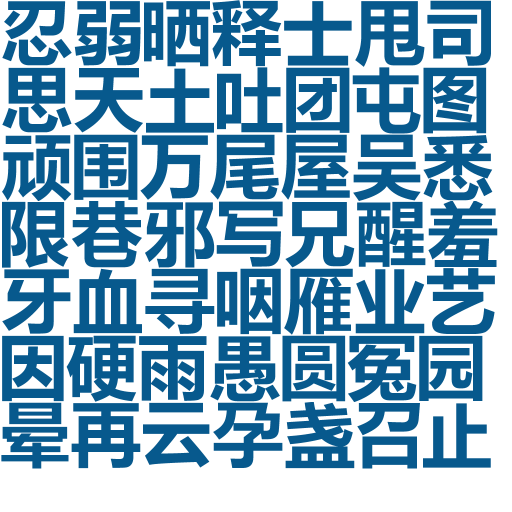 忍弱晒释士甩司
思天土吐团屯图
顽围万尾屋吴悉
限巷邪写兄醒羞
牙血寻咽雁业艺
因硬雨愚圆冤园
晕再云孕盏召止